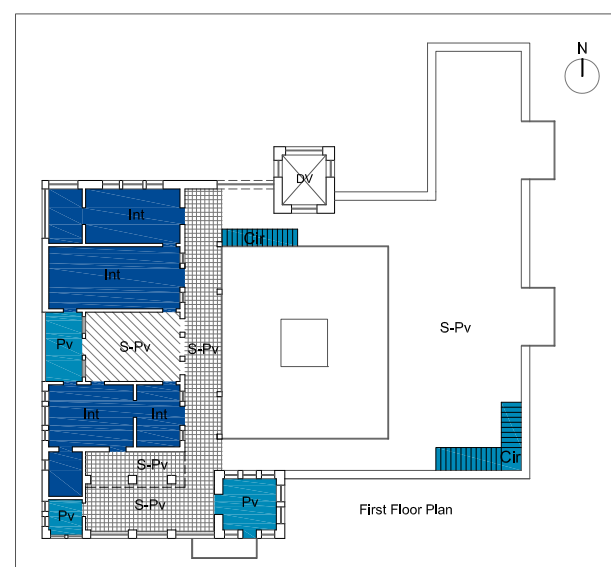 N
DV
Int
Cir
Int
S-Pv
Pv
S-Pv
S-Pv
Int
Int
Cir
S-Pv
Pv
S-Pv
Pv
First Floor Plan